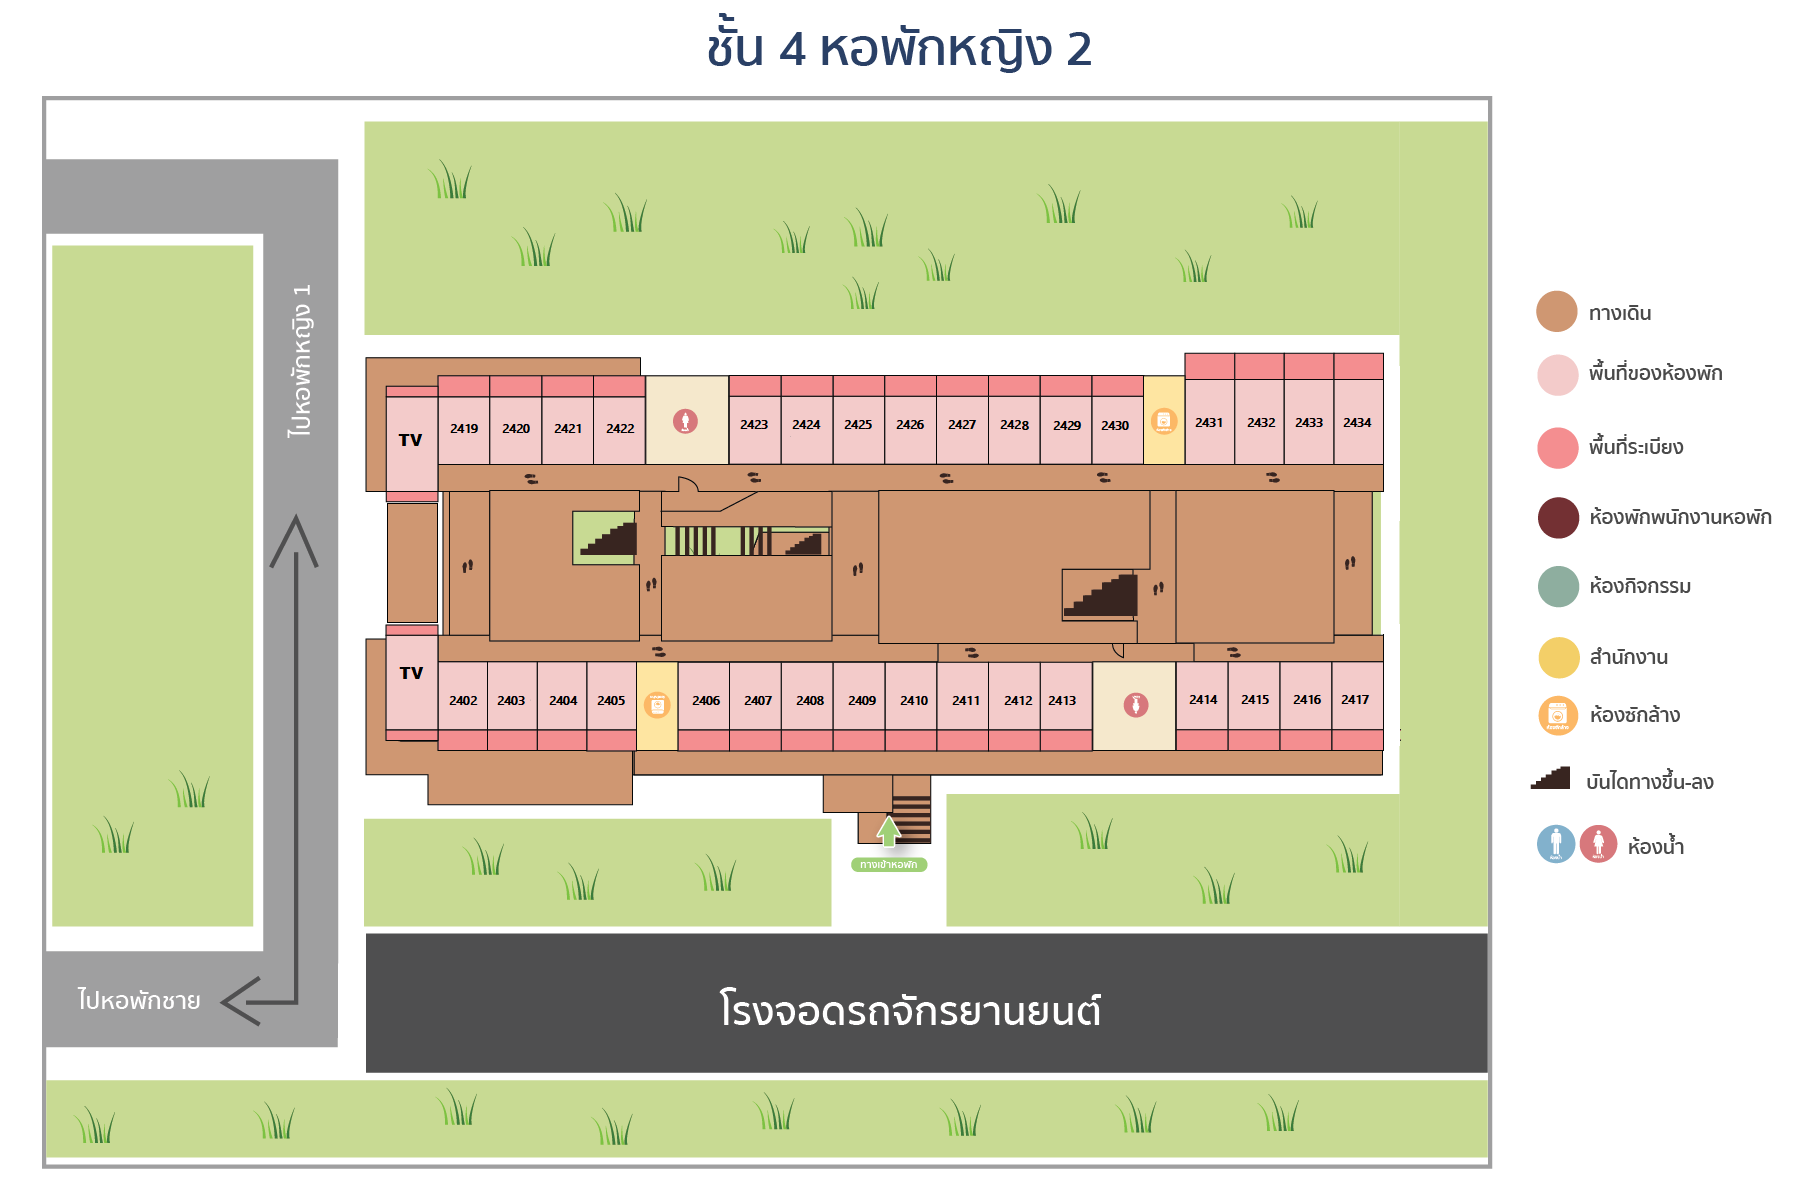 ชั้น 4 หอพักหญิง 2
ไปหอพักหญิง 1
TV 2419 2420 2421 2422 2423 2424 2425 2426 2427 2428 2429 2430 2431 2432 2433 2434
TV 2402 2403 2404 2405 2406 2407 2408 2409 2410 2411 2412 2413 2414 2415 2416 2417
ทางเข้าหอพัก
ไปหอพักชาย
โรงจอดรถจักรยานยนต์
ทางเดิน
พื้นที่ของห้องพัก
พื้นที่ระเบียง
ห้องพักพนักงานหอพัก
ห้องกิจกรรม
สำนักงาน
ห้องซักล้าง
บันไดทางขึ้น-ลง
ห้องน้ำ